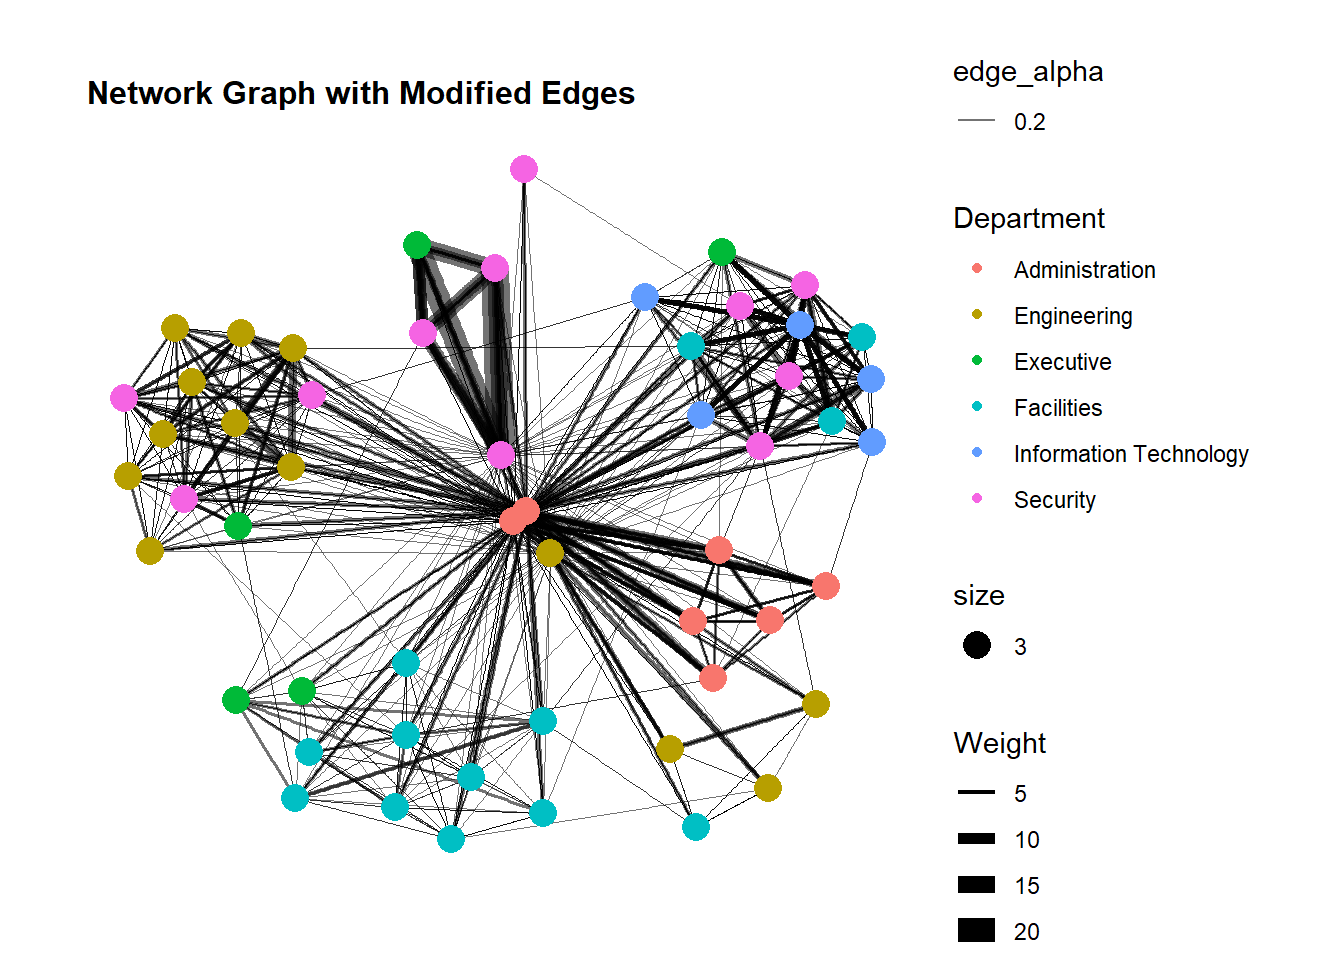 Network Graph with Modified Edges
edge_alpha
0.2
Department
Administration
Engineering
Executive
Facilities
Information Technology
Security
size
3
Weight
5
10
15
20